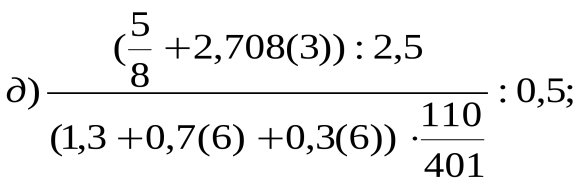 д) (5/8 + 2,708(3)) : 2,5 / (1,3 + 0,7(6) + 0,3(6)) · 110/401 : 0,5;